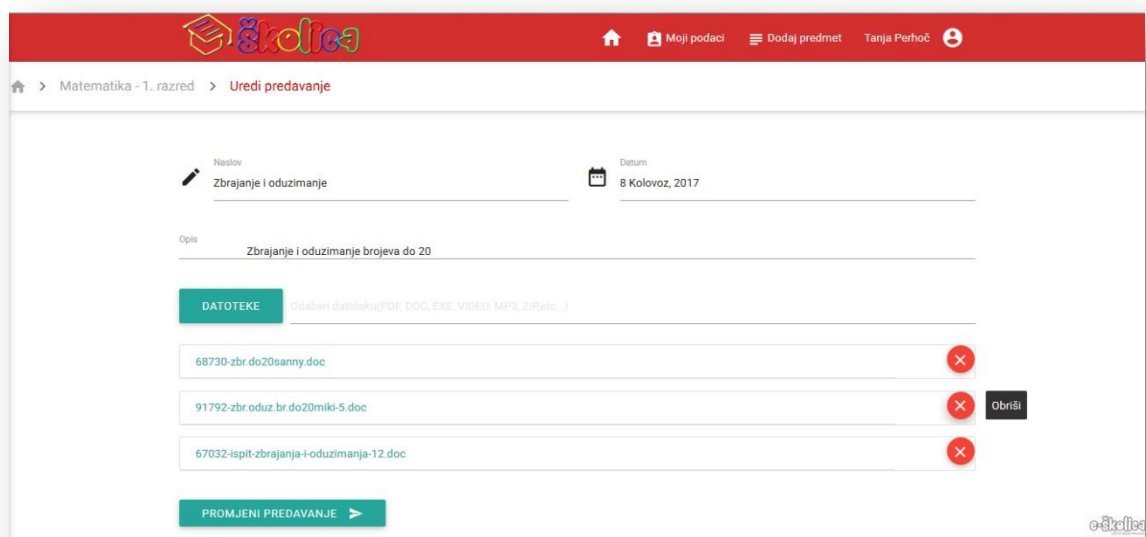 školica
Moji podaci
Dodaj predmet
Tanja Perhoč
Matematika - 1. razred > Uredi predavanje
Naslov
Zbrajanje i oduzimanje
Datum
8 Kolovoz, 2017
Opis
Zbrajanje i oduzimanje brojeva do 20
DATOTEKE
Odaberi datoteku(PDF, DOC, EXE, VIDEO, MP3, ZIP,etc...)
68730-zbr.do20sanny.doc
91792-zbr.oduz.br.do20miki-5.doc
Obriši
67032-ispit-zbrajanja-i-oduzimanja-12.doc
PROMJENI PREDAVANJE
e-školica